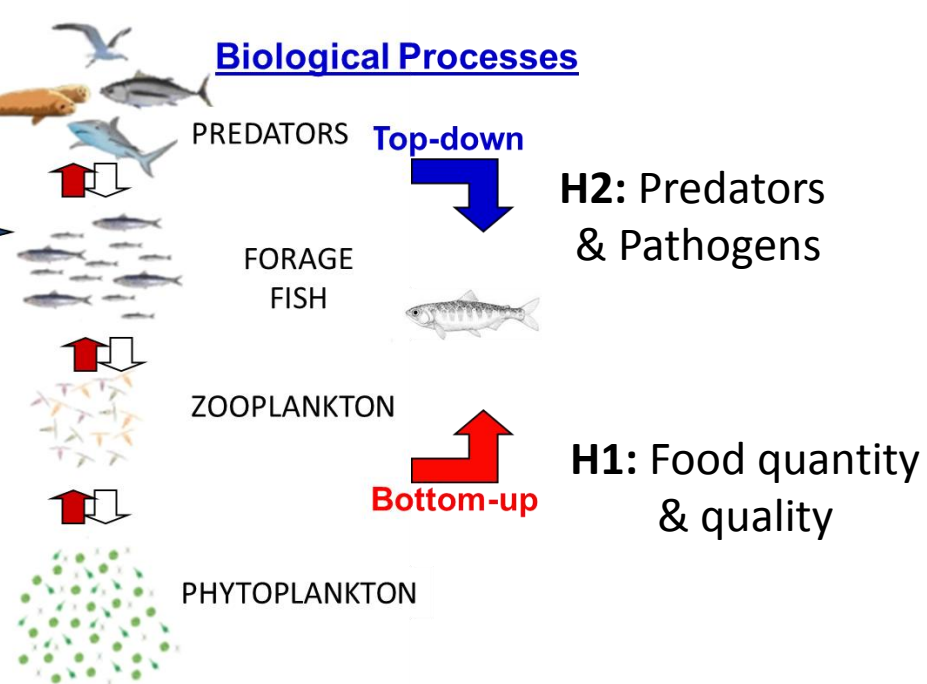 Biological Processes
PREDATORS
Top-down
H2: Predators
& Pathogens
FORAGE
FISH
ZOOPLANKTON
H1: Food quantity
& quality
Bottom-up
PHYTOPLANKTON